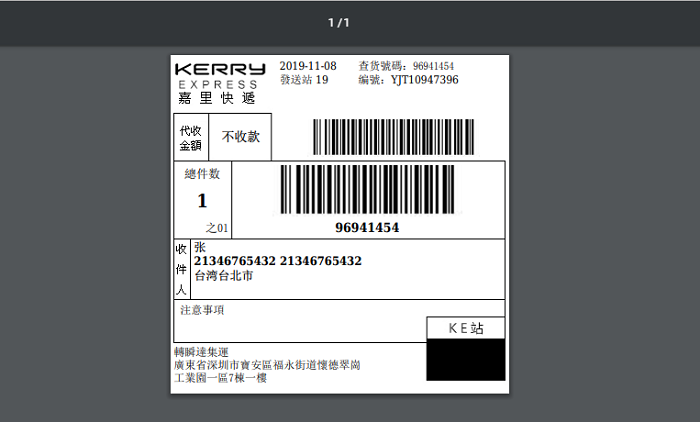 1 / 1
KERRY
EXPRESS
嘉里快遞
2019-11-08
發送站 19
查货號碼：96941454
編號：YJT10947396
代收
金額
不收款
總件数
1
之01
96941454
收件人
张
21346765432 21346765432
台湾台北市
注意事項
KE站
轉瞬達集运
廣東省深圳市寶安區福永街道懷德翠崗
工業園一區7棟一樓